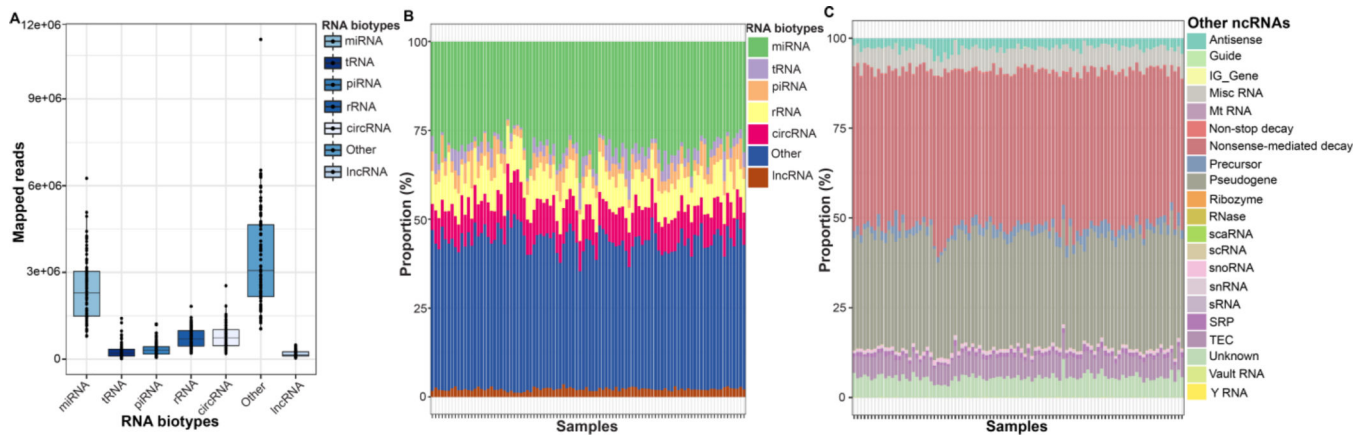 A
12e+06
9e+06
6e+06
3e+06
0
Mapped reads
miRNA
tRNA
piRNA
rRNA
circRNA
Other
lncRNA
RNA biotypes
RNA biotypes
miRNA
tRNA
piRNA
rRNA
circRNA
Other
lncRNA
B
100
75
50
25
0
Proportion (%)
Samples
RNA biotypes
miRNA
tRNA
piRNA
rRNA
circRNA
Other
lncRNA
C
100
75
50
25
0
Proportion (%)
Samples
Other ncRNAs
Antisense
Guide
IG_Gene
Misc RNA
Mt RNA
Non-stop decay
Nonsense-mediated decay
Precursor
Pseudogene
Ribozyme
RNase
scaRNA
scRNA
snoRNA
snRNA
sRNA
SRP
TEC
Unknown
Vault RNA
Y RNA